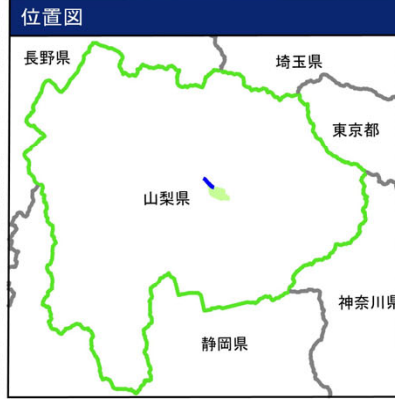 位置図
長野県
埼玉県
東京都
山梨県
神奈川県
静岡県